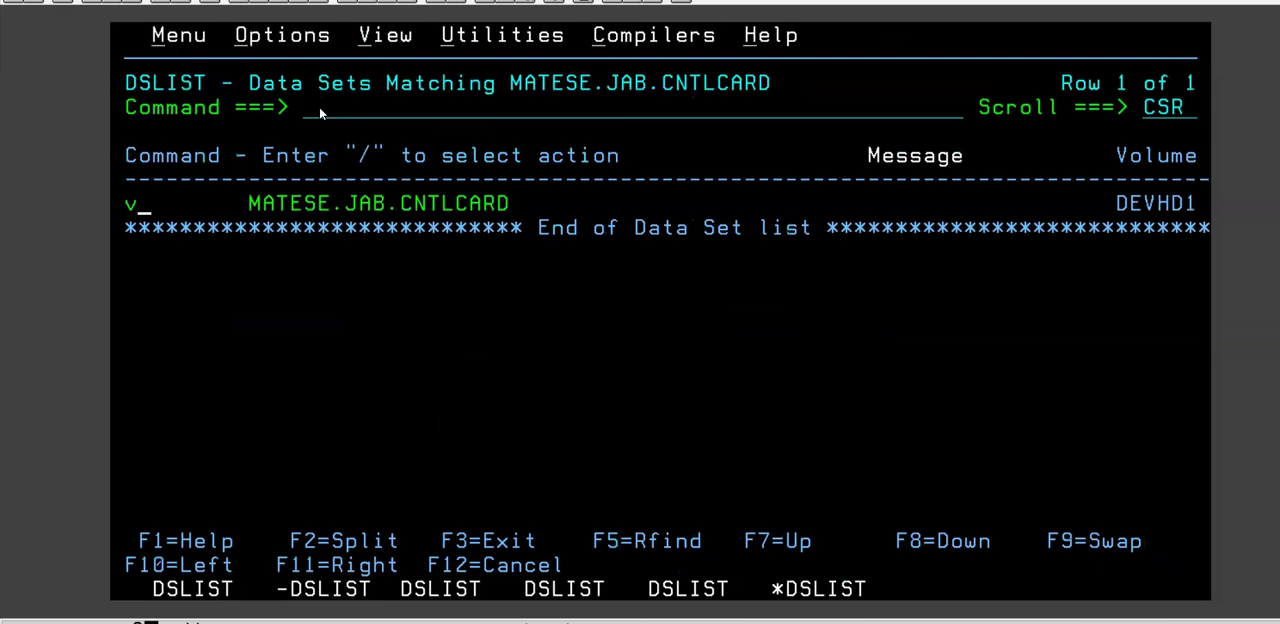 Menu Options View Utilities Compilers Help
DSLIST - Data Sets Matching MATESE.JAB.CNTLCARD Row 1 of 1
Command ===> Scroll ===> CSR
Command - Enter "/" to select action Message Volume
-------------------------------------------------------------------------------
v_ MATESE.JAB.CNTLCARD DEVHD1
***************************** End of Data Set list ****************************
F1=Help F2=Split F3=Exit F5=Rfind F7=Up F8=Down F9=Swap
F10=Left F11=Right F12=Cancel
DSLIST -DSLIST DSLIST DSLIST DSLIST *DSLIST